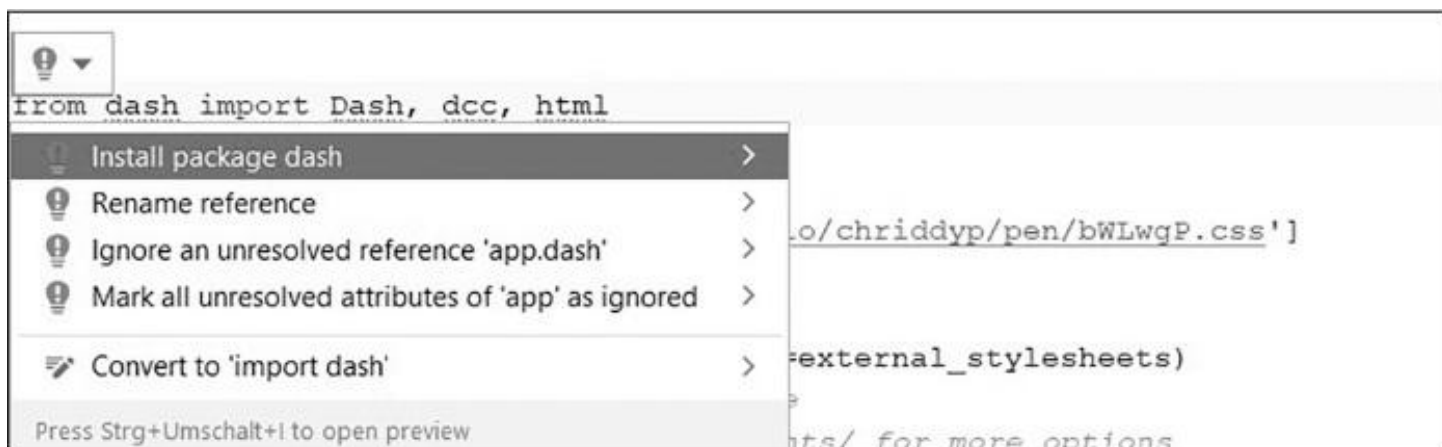 from dash import Dash, dcc, html
Install package dash
Rename reference
.o/chriddyp/pen/bWLwgP.css']
Ignore an unresolved reference 'app.dash'
Mark all unresolved attributes of 'app' as ignored
Convert to 'import dash'
=external_stylesheets)
Press Strg+Umschalt+I to open preview
nts/ for more options